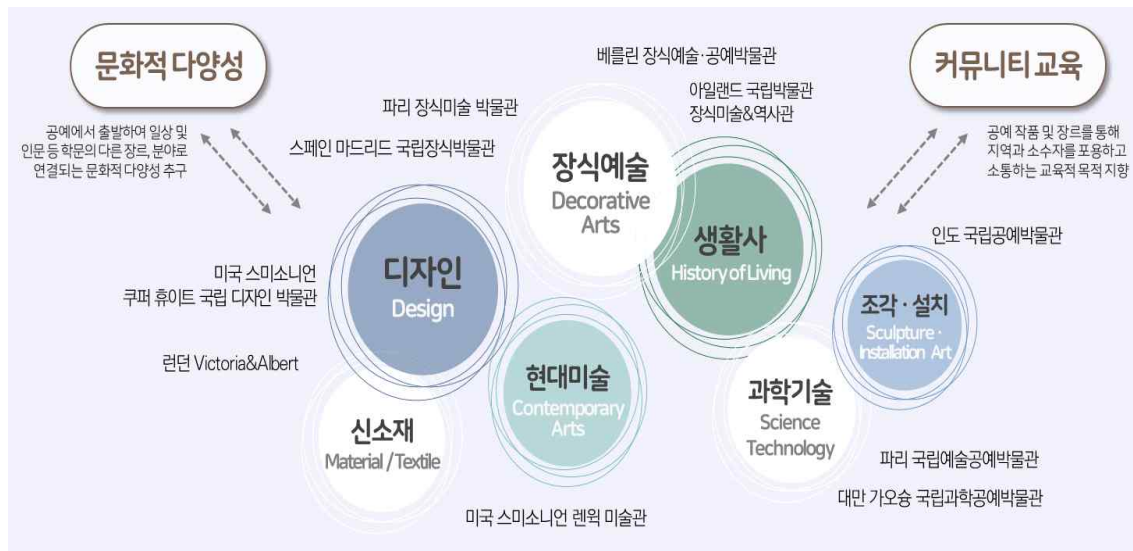 문화적 다양성
공예에서 출발하여 일상 및
인문 등 학문의 다른 장르, 분야로
연결되는 문화적 다양성 추구
커뮤니티 교육
공예 작품 및 장르를 통해
지역과 소수자를 포용하고
소통하는 교육적 목적 지향
베를린 장식예술·공예박물관
아일랜드 국립박물관
장식미술&역사관
파리 장식미술 박물관
스페인 마드리드 국립장식박물관
장식예술
Decorative
Arts
생활사
History of Living
인도 국립공예박물관
디자인
Design
미국 스미소니언
쿠퍼 휴이트 국립 디자인 박물관
조각·설치
Sculpture·
Installation Art
런던 Victoria&Albert
현대미술
Contemporary
Arts
과학기술
Science
Technology
신소재
Material / Textile
파리 국립예술공예박물관
대만 가오슝 국립과학공예박물관
미국 스미소니언 렌윅 미술관